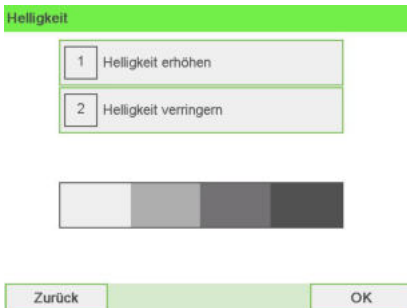 Helligkeit
1 Helligkeit erhöhen
2 Helligkeit verringern
Zurück OK